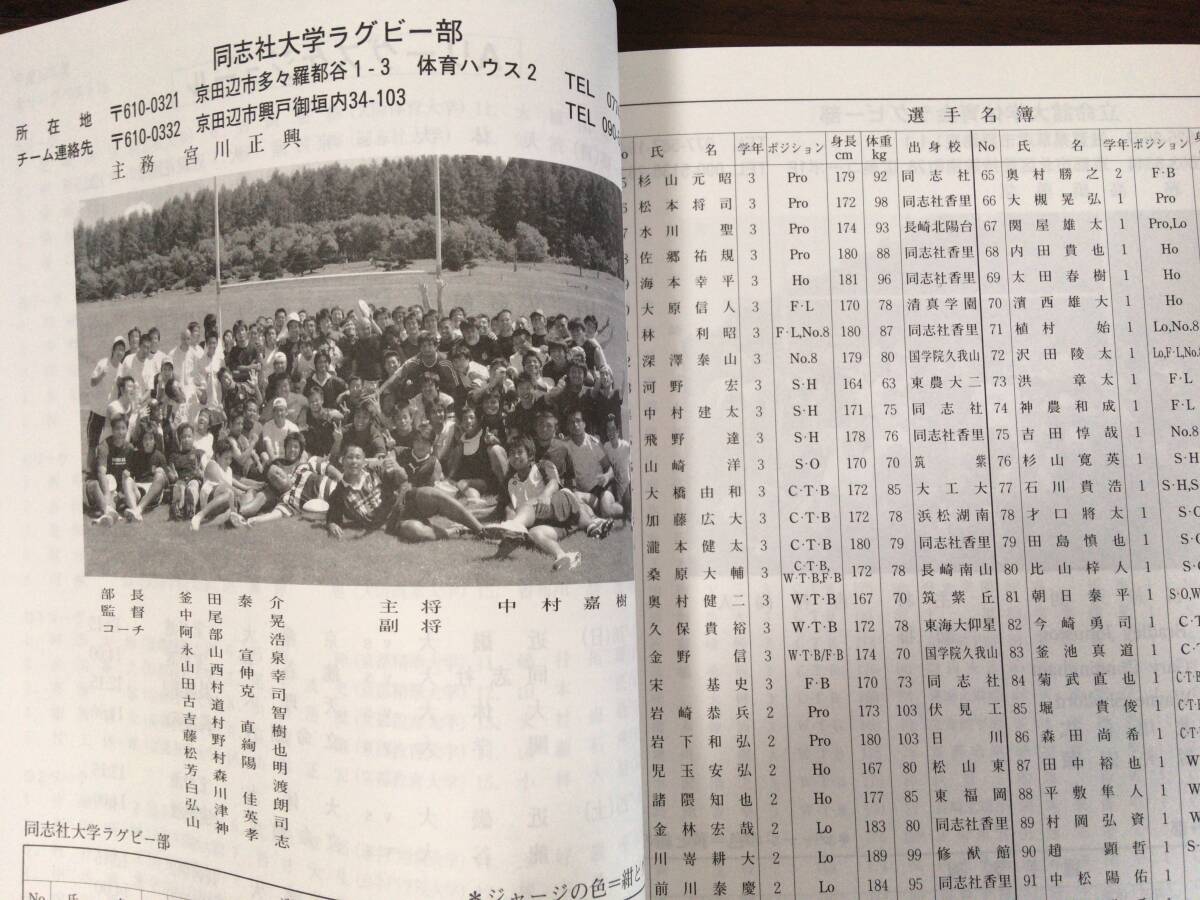 同志社大学ラグビー部
所在地 〒610-0321 京田辺市多々羅都谷1-3 体育ハウス2 TEL 077
チーム連絡先 〒610-0332 京田辺市興戸御垣内34-103 TEL 090-
主務 宮川正興
部長
監督
コーチ
主将 中村嘉樹
副将
同志社大学ラグビー部
No 氏
*ジャージの色=紺と
選手名簿
No 氏名 学年 ポジション 身長cm 体重kg 出身校 No 氏名 学年 ポジション
杉山元昭 3 Pro 179 92 同志社 65 奥村勝之 2 F·B
松本将司 3 Pro 172 98 同志社香里 66 大槻晃弘 1 Pro
水川聖 3 Pro 174 93 長崎北陽台 67 関屋雄太 1 Pro,Lo
佐郷祐規 3 Pro 180 88 同志社香里 68 内田貴也 1 Ho
海本幸平 3 Ho 181 96 同志社香里 69 太田春樹 1 Ho
大原信人 3 F·L 170 78 清真学園 70 濱西雄大 1 Ho
林利昭 3 F·L,No.8 180 87 同志社香里 71 植村始 1 Lo,No.8
深澤泰山 3 No.8 179 80 国学院久我山 72 沢田陵太 1 Lo,F·L,No.8
河野宏 3 S·H 164 63 東農大二 73 洪章太 1 F·L
中村建太 3 S·H 171 75 同志社 74 神農和成 1 F·L
飛野達 3 S·H 178 76 同志社香里 75 吉田惇哉 1 No.8
山崎洋 3 S·O 170 70 筑紫 76 杉山寛英 1 S·H
大橋由和 3 C·T·B 172 85 大工大 77 石川貴浩 1 S·H,S
加藤広大 3 C·T·B 172 78 浜松湖南 78 才口將太 1 S·O
瀧本健太 3 C·T·B 180 79 同志社香里 79 田島慎也 1 S·O
桑原大輔 3 C·T·B,W·T·B,F·B 172 78 長崎南山 80 比山梓人 1 S·O
奥村健二 3 W·T·B 167 70 筑紫丘 81 朝日泰平 1 S·O,W
久保貴裕 3 W·T·B 172 78 東海大仰星 82 今崎勇司 1 C·T
金野信 3 W·T·B/F·B 174 70 国学院久我山 83 釜池真道 1 C·T
宋基史 3 F·B 170 73 同志社 84 菊武直也 1 C·T·B
岩崎恭兵 2 Pro 173 103 伏見工 85 堀貴俊 1 C·T·B
岩下和弘 2 Pro 180 103 日川 86 森田尚希 1 C·T·B
児玉安弘 2 Ho 167 80 松山東 87 田中裕也 1 W
諸隈知也 2 Ho 177 85 東福岡 88 平敷隼人 1 W
金林宏哉 2 Lo 183 80 同志社香里 89 村岡弘資 1 W
川嵜耕大 2 Lo 189 99 修猷館 90 趙顕哲 1 S
前川泰慶 2 Lo 184 95 同志社香里 91 中松陽佑 1